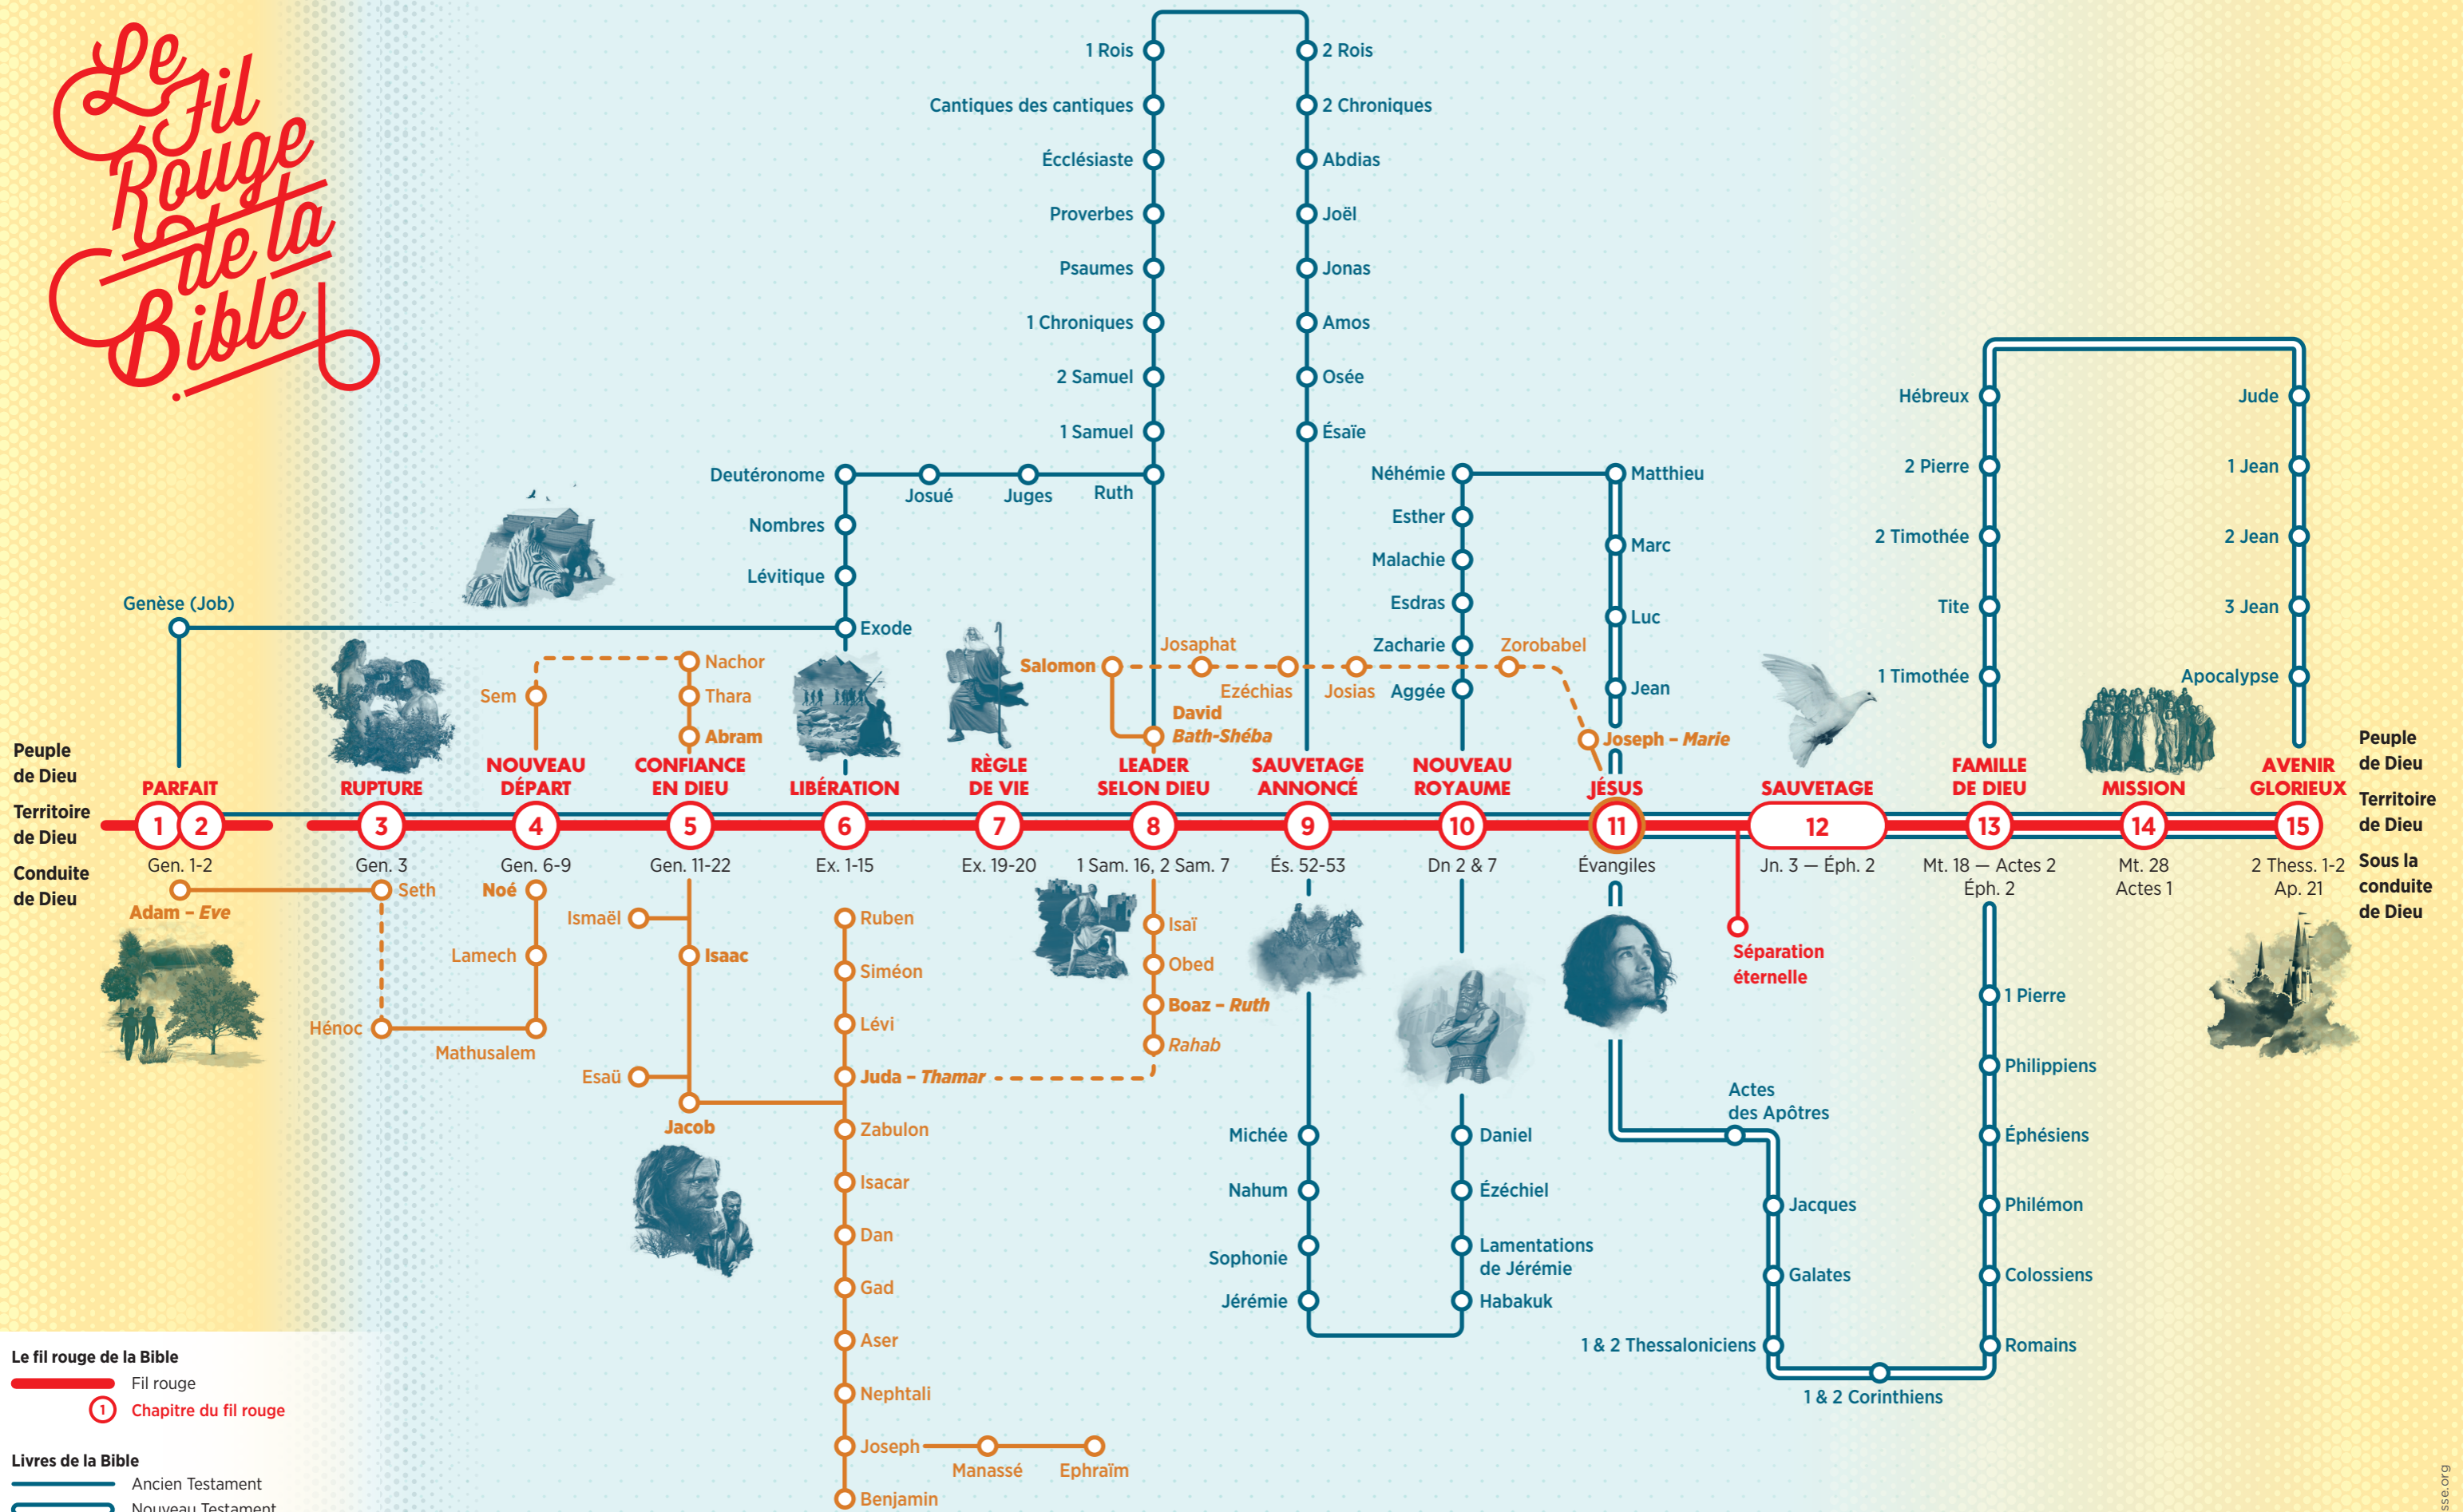 Le
Fil
Rouge
de la
Bible
1 Rois
Cantiques des cantiques
Écclésiaste
Proverbes
Psaumes
1 Chroniques
2 Samuel
1 Samuel
Ruth
2 Rois
2 Chroniques
Abdias
Joël
Jonas
Amos
Osée
Ésaïe
Deutéronome
Josué
Juges
Nombres
Lévitique
Exode
Genèse (Job)
Néhémie
Esther
Malachie
Esdras
Zacharie
Aggée
Matthieu
Marc
Luc
Jean
Hébreux
2 Pierre
2 Timothée
Tite
1 Timothée
Jude
1 Jean
2 Jean
3 Jean
Apocalypse
Sem
Nachor
Thara
Abram
Salomon
Josaphat
Ezéchias
Josias
Zorobabel
David
Bath-Shéba
Joseph – Marie
Peuple
de Dieu
Territoire
de Dieu
Conduite
de Dieu
PARFAIT
1 2
Gen. 1-2
RUPTURE
3
Gen. 3
NOUVEAU
DÉPART
4
Gen. 6-9
CONFIANCE
EN DIEU
5
Gen. 11-22
LIBÉRATION
6
Ex. 1-15
RÈGLE
DE VIE
7
Ex. 19-20
LEADER
SELON DIEU
8
1 Sam. 16, 2 Sam. 7
SAUVETAGE
ANNONCÉ
9
És. 52-53
NOUVEAU
ROYAUME
10
Dn 2 & 7
JÉSUS
11
Évangiles
SAUVETAGE
12
Jn. 3 — Éph. 2
FAMILLE
DE DIEU
13
Mt. 18 — Actes 2
Éph. 2
MISSION
14
Mt. 28
Actes 1
AVENIR
GLORIEUX
15
2 Thess. 1-2
Ap. 21
Peuple
de Dieu
Territoire
de Dieu
Sous la
conduite
de Dieu
Adam – Eve
Seth
Hénoc
Mathusalem
Lamech
Noé
Ismaël
Isaac
Esaü
Jacob
Ruben
Siméon
Lévi
Juda – Thamar
Zabulon
Isacar
Dan
Gad
Aser
Nephtali
Joseph
Manassé
Ephraïm
Benjamin
Isaï
Obed
Boaz – Ruth
Rahab
Michée
Nahum
Sophonie
Jérémie
Daniel
Ézéchiel
Lamentations
de Jérémie
Habakuk
Séparation
éternelle
Actes
des Apôtres
Jacques
Galates
1 & 2 Thessaloniciens
1 & 2 Corinthiens
1 Pierre
Philippiens
Éphésiens
Philémon
Colossiens
Romains
Le fil rouge de la Bible
Fil rouge
1 Chapitre du fil rouge
Livres de la Bible
Ancien Testament
Nouveau Testament
sse.org